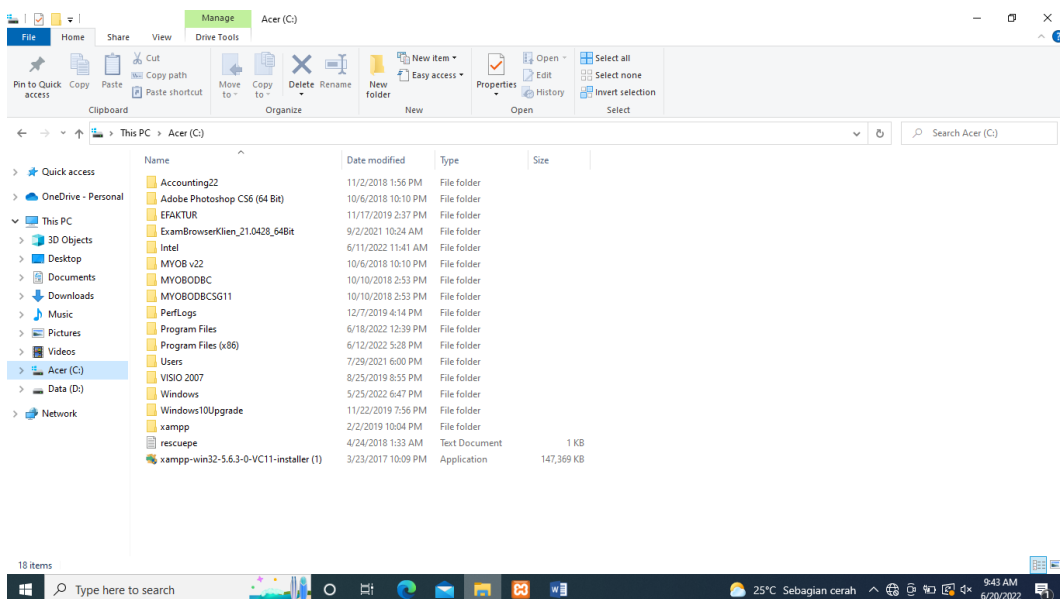 Manage Acer (C:)
File Home Share View Drive Tools
Pin to Quick access Copy Paste Cut Copy path Paste shortcut Move to Copy to Delete Rename New folder New item Easy access Properties Open Edit History Select all Select none Invert selection
Clipboard Organize New Open Select
This PC Acer (C:) Search Acer (C:)
Name Date modified Type Size
Quick access
OneDrive - Personal
This PC
3D Objects
Desktop
Documents
Downloads
Music
Pictures
Videos
Acer (C:)
Data (D:)
Network
Accounting22 11/2/2018 1:56 PM File folder
Adobe Photoshop CS6 (64 Bit) 10/6/2018 10:10 PM File folder
EFAKTUR 11/17/2019 2:37 PM File folder
ExamBrowserKlien_21.0428_64Bit 9/2/2021 10:24 AM File folder
Intel 6/11/2022 11:41 AM File folder
MYOB v22 10/6/2018 10:10 PM File folder
MYOBODBC 10/10/2018 2:53 PM File folder
MYOBODBCSG11 10/10/2018 2:53 PM File folder
PerfLogs 12/7/2019 4:14 PM File folder
Program Files 6/18/2022 12:39 PM File folder
Program Files (x86) 6/12/2022 5:28 PM File folder
Users 7/29/2021 6:00 PM File folder
VISIO 2007 8/25/2019 8:55 PM File folder
Windows 5/25/2022 6:47 PM File folder
Windows10Upgrade 11/22/2019 7:56 PM File folder
xampp 2/2/2019 10:04 PM File folder
rescuepe 4/24/2018 1:33 AM Text Document 1 KB
xampp-win32-5.6.3-0-VC11-installer (1) 3/23/2017 10:09 PM Application 147,369 KB
18 items
Type here to search 25°C Sebagian cerah 9:43 AM
6/20/2022